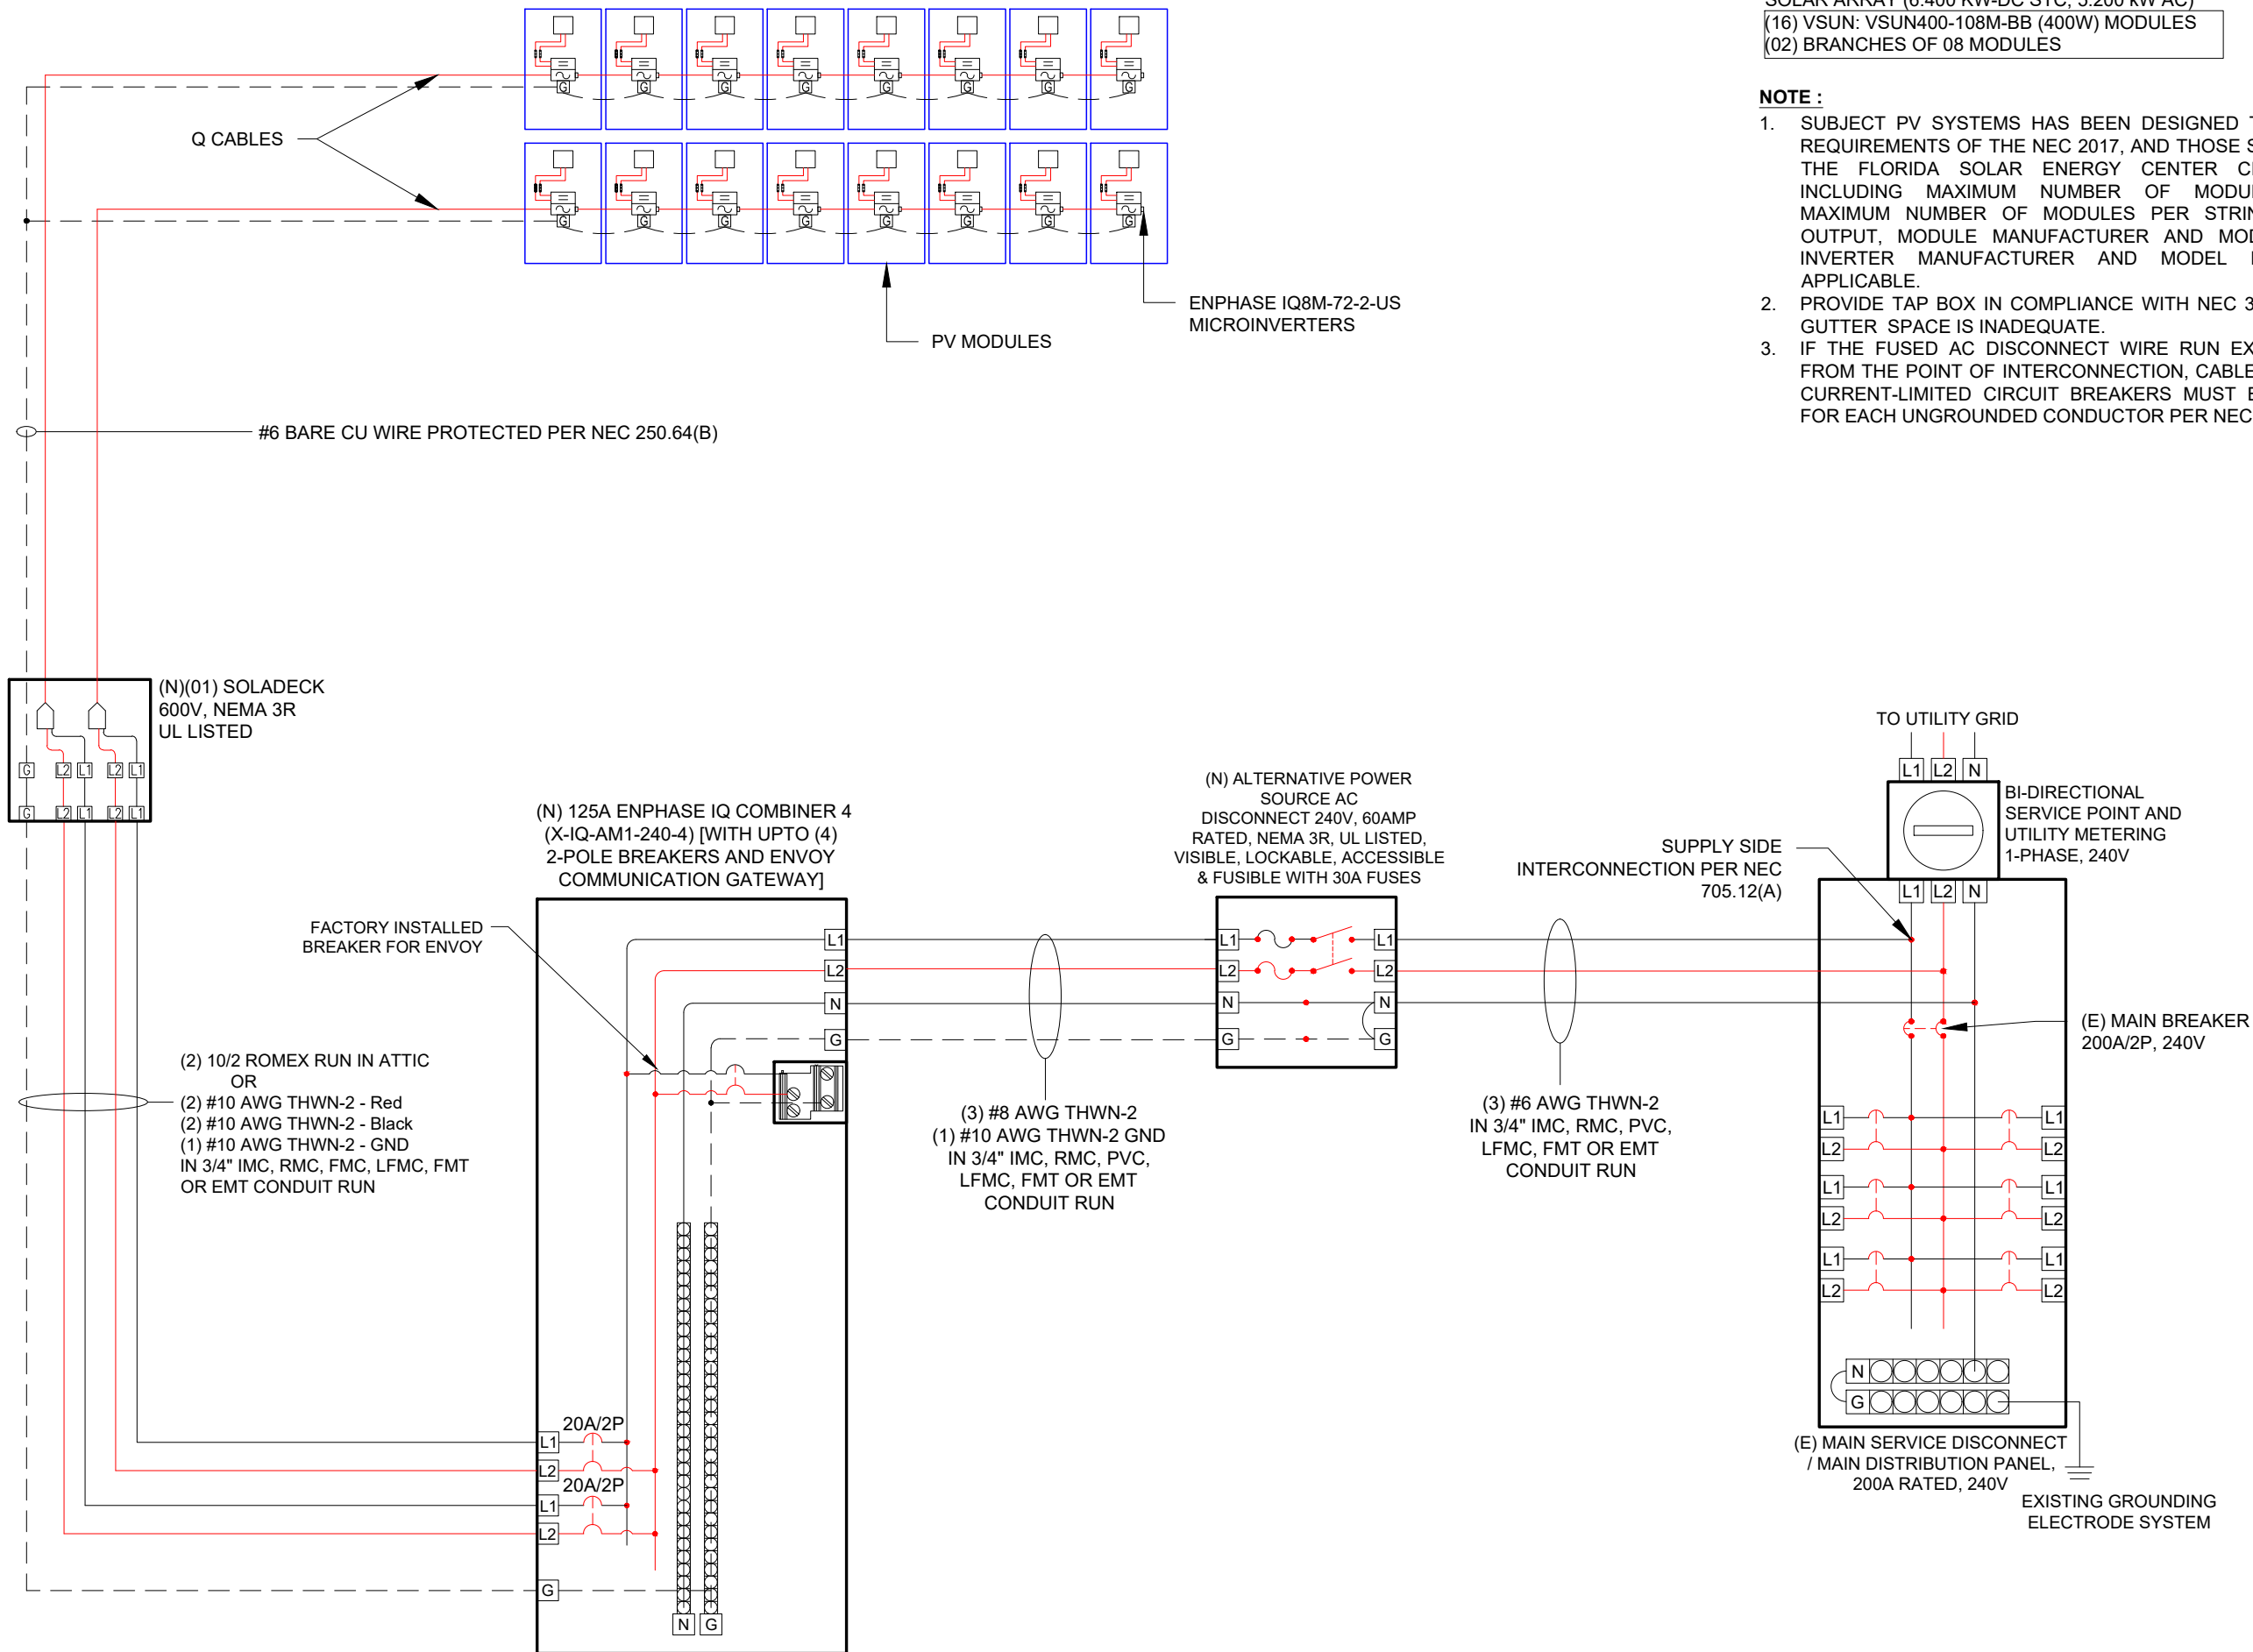 SOLAR ARRAY (6.400 KW-DC STC, 5.200 kW AC)
(16) VSUN: VSUN400-108M-BB (400W) MODULES
(02) BRANCHES OF 08 MODULES
NOTE :
1. SUBJECT PV SYSTEMS HAS BEEN DESIGNED
REQUIREMENTS OF THE NEC 2017, AND THOSE
THE FLORIDA SOLAR ENERGY CENTER
INCLUDING MAXIMUM NUMBER OF
MAXIMUM NUMBER OF MODULES PER
OUTPUT, MODULE MANUFACTURER AND
INVERTER MANUFACTURER AND MODEL
APPLICABLE.
2. PROVIDE TAP BOX IN COMPLIANCE WITH NEC 3
GUTTER SPACE IS INADEQUATE.
3. IF THE FUSED AC DISCONNECT WIRE RUN EX
FROM THE POINT OF INTERCONNECTION, CABLE
CURRENT-LIMITED CIRCUIT BREAKERS MUST
FOR EACH UNGROUNDED CONDUCTOR PER NEC
G G G G G G G G
Q CABLES
G G G G G G G G
ENPHASE IQ8M-72-2-US
MICROINVERTERS
PV MODULES
#6 BARE CU WIRE PROTECTED PER NEC 250.64(B)
(N)(01) SOLADECK
600V, NEMA 3R
UL LISTED
G L2 L1 L2 L1
G L2 L1 L2 L1
(2) 10/2 ROMEX RUN IN ATTIC
OR
(2) #10 AWG THWN-2 - Red
(2) #10 AWG THWN-2 - Black
(1) #10 AWG THWN-2 - GND
IN 3/4" IMC, RMC, FMC, LFMC, FMT
OR EMT CONDUIT RUN
(N) 125A ENPHASE IQ COMBINER 4
(X-IQ-AM1-240-4) [WITH UPTO (4)
2-POLE BREAKERS AND ENVOY
COMMUNICATION GATEWAY]
FACTORY INSTALLED
BREAKER FOR ENVOY
L1
L2
N
G
20A/2P
L1
L2
20A/2P
L1
L2
G
N G
(3) #8 AWG THWN-2
(1) #10 AWG THWN-2 GND
IN 3/4" IMC, RMC, PVC,
LFMC, FMT OR EMT
CONDUIT RUN
(N) ALTERNATIVE POWER
SOURCE AC
DISCONNECT 240V, 60AMP
RATED, NEMA 3R, UL LISTED,
VISIBLE, LOCKABLE, ACCESSIBLE
& FUSIBLE WITH 30A FUSES
L1 L1
L2 L2
N N
G G
(3) #6 AWG THWN-2
IN 3/4" IMC, RMC, PVC,
LFMC, FMT OR EMT
CONDUIT RUN
SUPPLY SIDE
INTERCONNECTION PER NEC
705.12(A)
TO UTILITY GRID
L1 L2 N
BI-DIRECTIONAL
SERVICE POINT AND
UTILITY METERING
1-PHASE, 240V
L1 L2 N
(E) MAIN BREAKER
200A/2P, 240V
L1 L1
L2 L2
L1 L1
L2 L2
L1 L1
L2 L2
N
G
(E) MAIN SERVICE DISCONNECT
/ MAIN DISTRIBUTION PANEL,
200A RATED, 240V
EXISTING GROUNDING
ELECTRODE SYSTEM